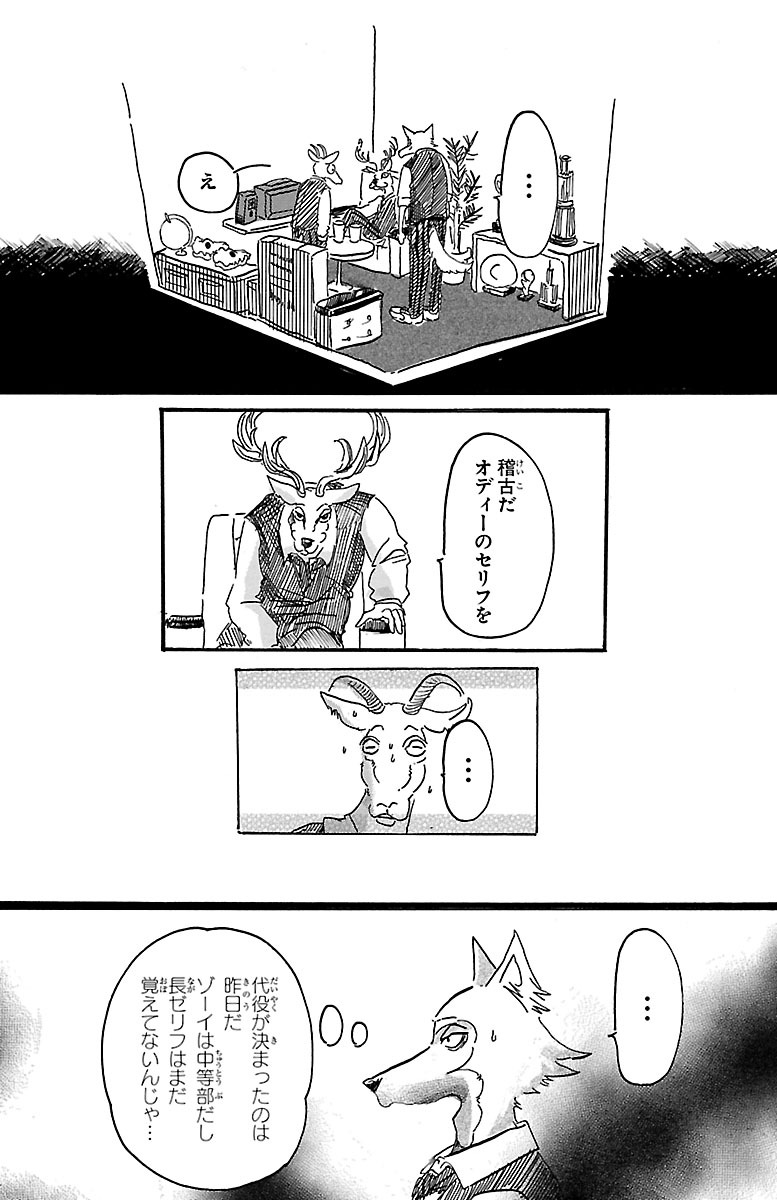 …
え
稽古だ
オディーのセリフを
…
…
代役が決まったのは
昨日だ
ゾーイは中等部だし
長ゼリフはまだ
覚えてないんじゃ…